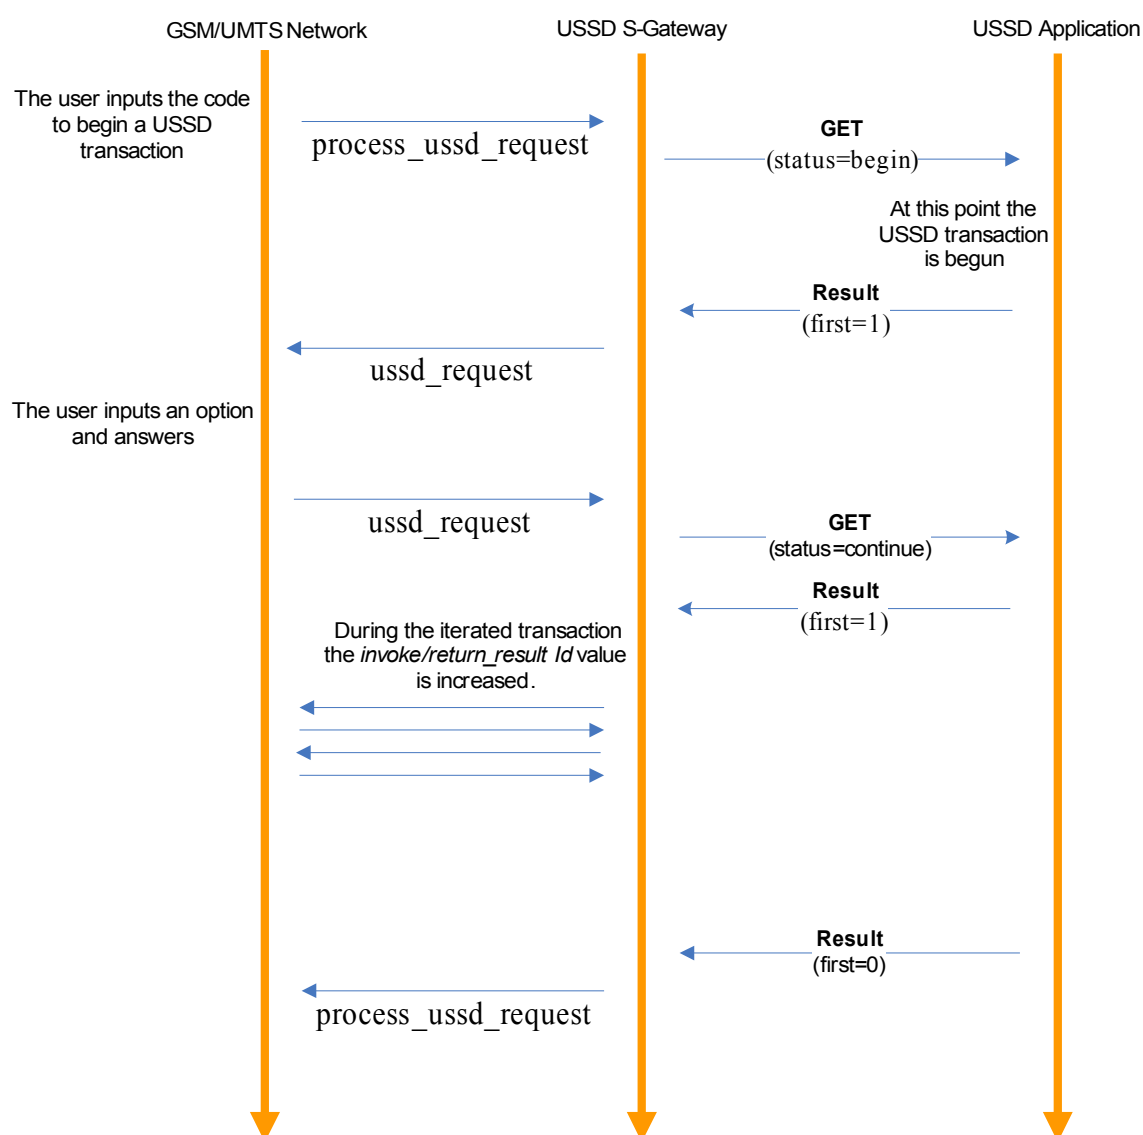 GSM/UMTS Network
USSD S-Gateway
USSD Application
The user inputs the code
to begin a USSD
transaction
process_ussd_request
GET
(status=begin)
At this point the
USSD transaction
is begun
Result
(first=1)
ussd_request
The user inputs an option
and answers
ussd_request
GET
(status=continue)
Result
(first=1)
During the iterated transaction
the invoke/return_result Id value
is increased.
Result
(first=0)
process_ussd_request